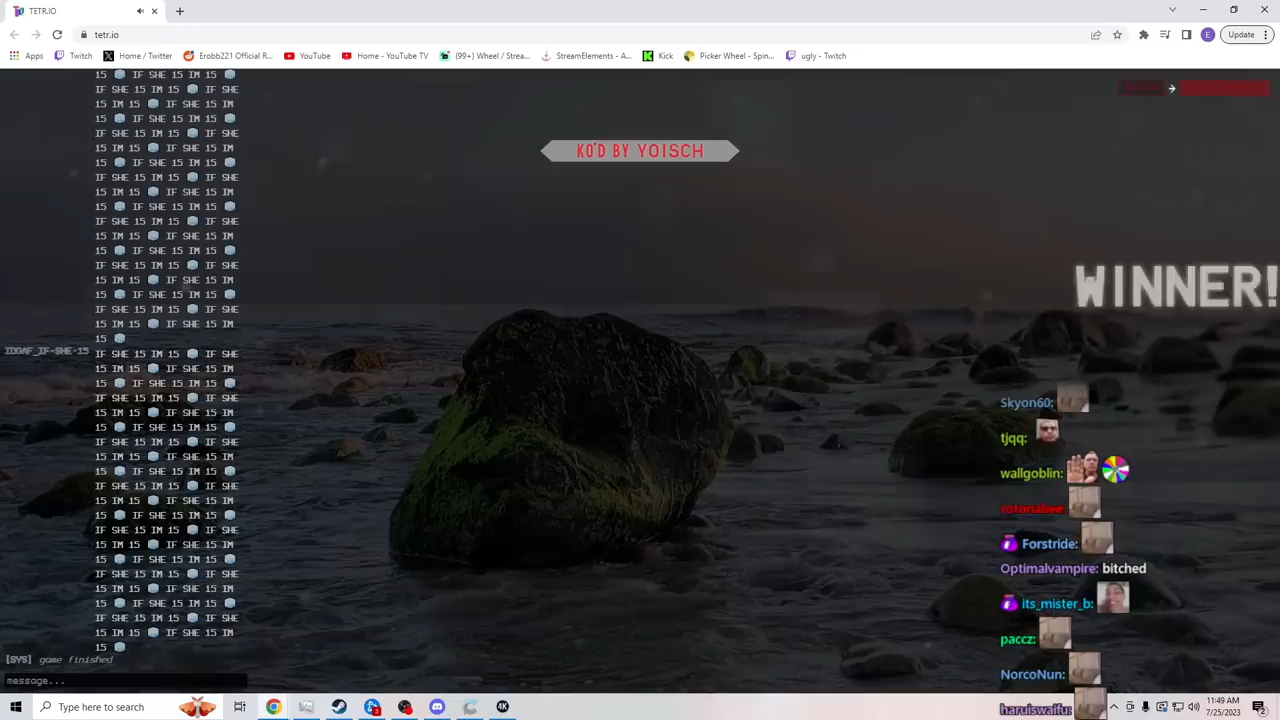 TETR.IO
tetr.io
Update
Apps
Twitch
Home / Twitter
Erobb221 Official R...
YouTube
Home - YouTube TV
(99+) Wheel / Strea...
StreamElements - A...
Kick
Picker Wheel - Spin...
ugly - Twitch
15 IF SHE 15 IM 15
IF SHE 15 IM 15 IF SHE
15 IM 15 IF SHE 15 IM
15 IF SHE 15 IM 15
IF SHE 15 IM 15 IF SHE
15 IM 15 IF SHE 15 IM
15 IF SHE 15 IM 15
IF SHE 15 IM 15 IF SHE
15 IM 15 IF SHE 15 IM
15 IF SHE 15 IM 15
IF SHE 15 IM 15 IF SHE
15 IM 15 IF SHE 15 IM
15 IF SHE 15 IM 15
IF SHE 15 IM 15 IF SHE
15 IM 15 IF SHE 15 IM
15 IF SHE 15 IM 15
IF SHE 15 IM 15 IF SHE
15 IM 15 IF SHE 15 IM
15
IDGAF_IF-SHE-15
IF SHE 15 IM 15 IF SHE
15 IM 15 IF SHE 15 IM
15 IF SHE 15 IM 15
IF SHE 15 IM 15 IF SHE
15 IM 15 IF SHE 15 IM
15 IF SHE 15 IM 15
IF SHE 15 IM 15 IF SHE
15 IM 15 IF SHE 15 IM
15 IF SHE 15 IM 15
IF SHE 15 IM 15 IF SHE
15 IM 15 IF SHE 15 IM
15 IF SHE 15 IM 15
IF SHE 15 IM 15 IF SHE
15 IM 15 IF SHE 15 IM
15 IF SHE 15 IM 15
IF SHE 15 IM 15 IF SHE
15 IM 15 IF SHE 15 IM
15 IF SHE 15 IM 15
IF SHE 15 IM 15 IF SHE
15 IM 15 IF SHE 15 IM
15
[SYS] game finished
message...
KO'D BY YOISCH
WINNER!
Skyon60:
tjqq:
wallgoblin:
rotoriabee:
Forstride:
Optimalvampire: bitched
its_mister_b:
paccz:
NorcoNun:
haruiswaifu:
Type here to search
4K
11:49 AM
7/25/2023